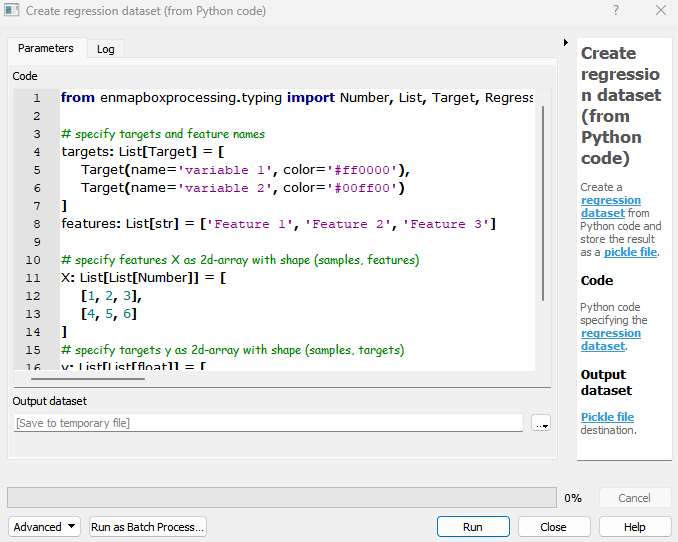 Create regression dataset (from Python code)
?
Parameters
Log
Code
1 from enmapboxprocessing.typing import Number, List, Target, Regress
2
3 # specify targets and feature names
4 targets: List[Target] = [
5 Target(name='variable 1', color='#ff0000'),
6 Target(name='variable 2', color='#00ff00')
7 ]
8 features: List[str] = ['Feature 1', 'Feature 2', 'Feature 3']
9
10 # specify features X as 2d-array with shape (samples, features)
11 X: List[List[Number]] = [
12 [1, 2, 3],
13 [4, 5, 6]
14 ]
15 # specify targets y as 2d-array with shape (samples, targets)
16 y: List[List[float]] = [
Output dataset
[Save to temporary file]
...
0%
Cancel
Advanced
Run as Batch Process...
Run
Close
Help
Create
regressio
n dataset
(from
Python
code)
Create a
regression
dataset from
Python code and
store the result
as a pickle file.
Code
Python code
specifying the
regression
dataset.
Output
dataset
Pickle file
destination.